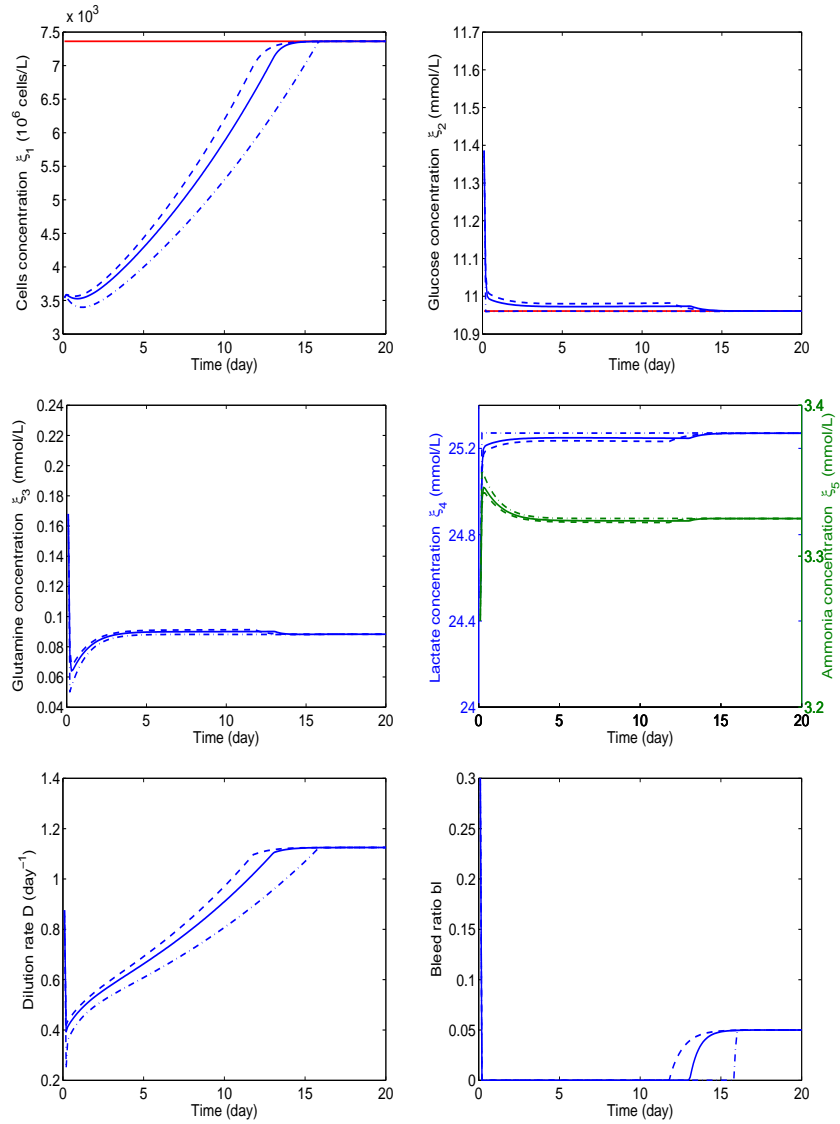 x 10³
7.5
7
6.5
6
5.5
5
4.5
4
3.5
3
0 5 10 15 20
Time (day)
Cells concentration ξ₁ (10⁶ cells/L)
11.7
11.6
11.5
11.4
11.3
11.2
11.1
11
10.9
0 5 10 15 20
Time (day)
Glucose concentration ξ₂ (mmol/L)
0.24
0.22
0.2
0.18
0.16
0.14
0.12
0.1
0.08
0.06
0.04
0 5 10 15 20
Time (day)
Glutamine concentration ξ₃ (mmol/L)
25.2
24.8
24.4
24
Lactate concentration ξ₄ (mmol/L)
3.4
3.3
3.2
Ammonia concentration ξ₅ (mmol/L)
0 5 10 15 20
Time (day)
1.4
1.2
1
0.8
0.6
0.4
0.2
0 5 10 15 20
Time (day)
Dilution rate D (day⁻¹)
0.3
0.25
0.2
0.15
0.1
0.05
0
0 5 10 15 20
Time (day)
Bleed ratio bl